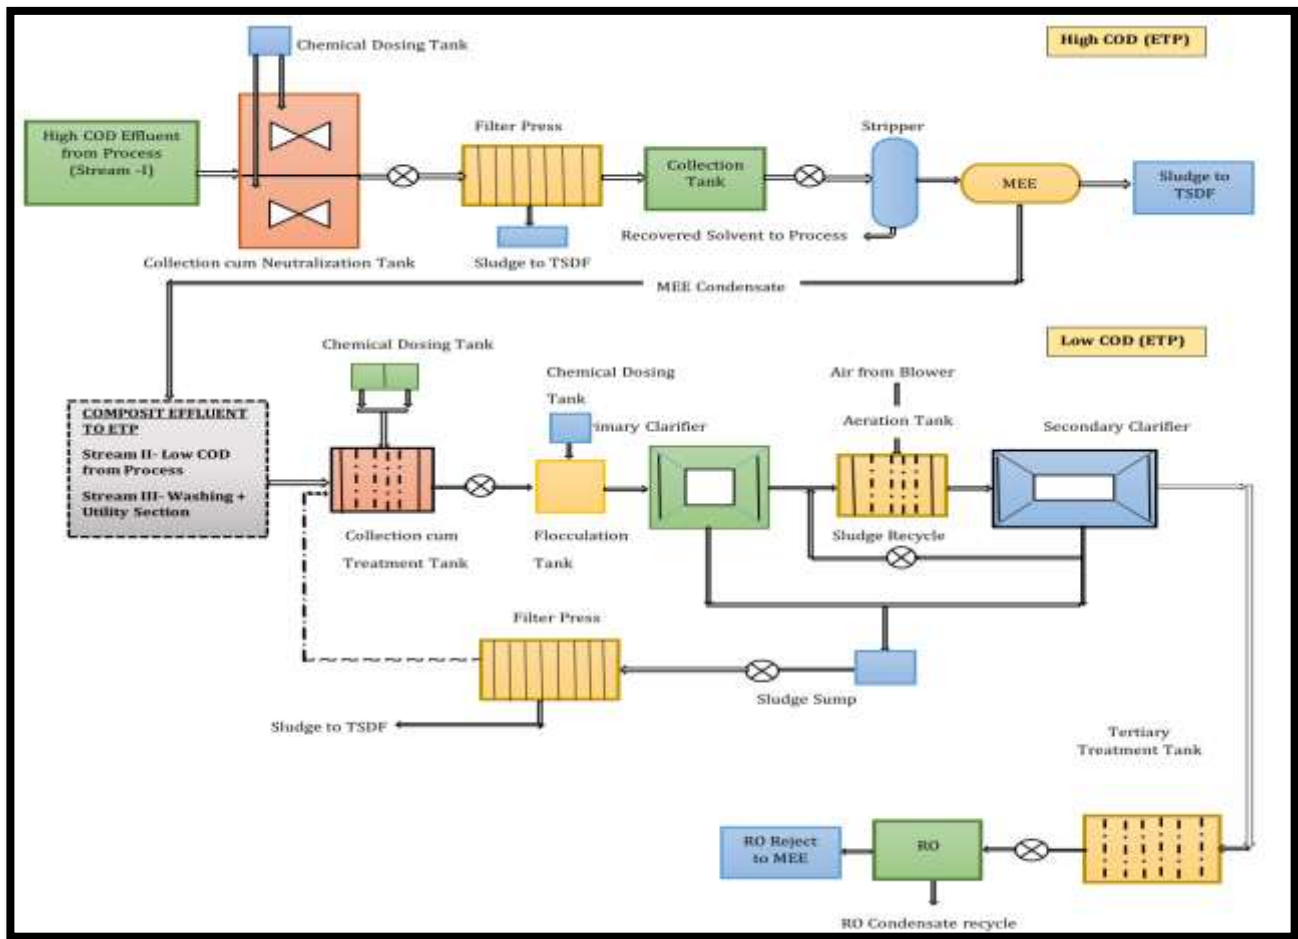 Chemical Dosing Tank
High COD (ETP)
High COD Effluent
from Process
(Stream -I)
Filter Press
Stripper
Collection
Tank
MEE
Sludge to
TSDF
Recovered Solvent to Process
Collection cum Neutralization Tank
Sludge to TSDF
MEE Condensate
Low COD (ETP)
Chemical Dosing Tank
Chemical Dosing
Tank
Air from Blower
COMPOSIT EFFLUENT
TO ETP
Stream II- Low COD
from Process
Stream III- Washing +
Utility Section
rimary Clarifier
Aeration Tank
Secondary Clarifier
Collection cum
Treatment Tank
Flocculation
Tank
Sludge Recycle
Filter Press
Sludge Sump
Sludge to TSDF
Tertiary
Treatment Tank
RO Reject
to MEE
RO
RO Condensate recycle